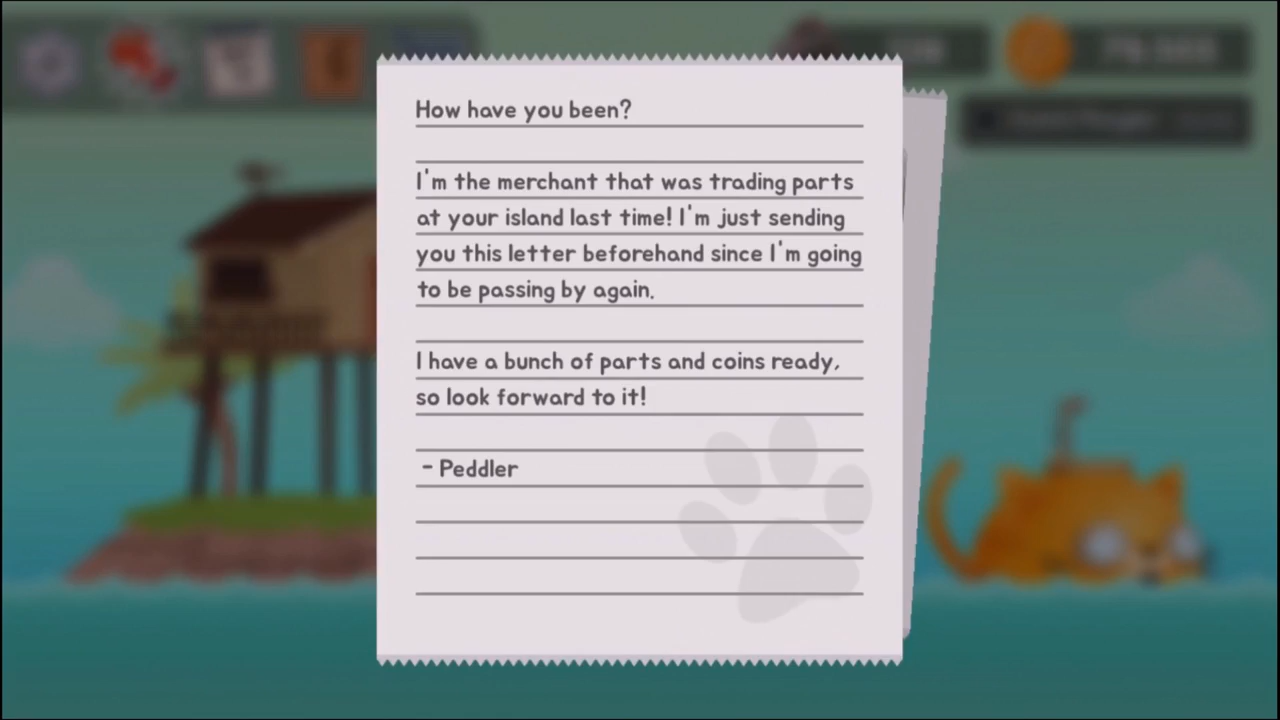 How have you been?
I'm the merchant that was trading parts
at your island last time! I'm just sending
you this letter beforehand since I'm going
to be passing by again.
I have a bunch of parts and coins ready,
so look forward to it!
- Peddler